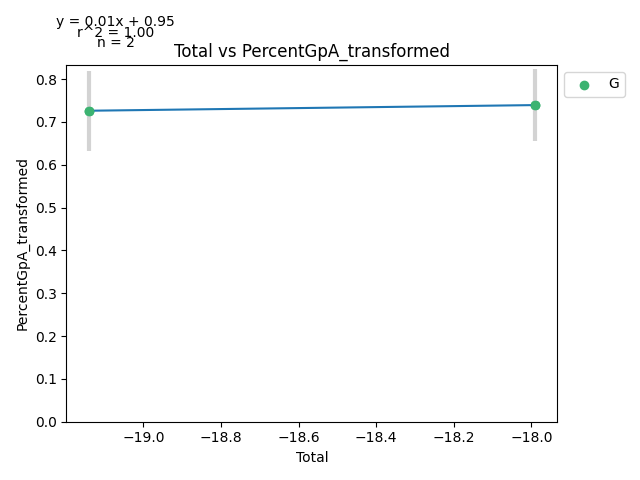 y = 0.01x + 0.95
r^2 = 1.00
n = 2
Total vs PercentGpA_transformed
G
PercentGpA_transformed
0.8
0.7
0.6
0.5
0.4
0.3
0.2
0.1
0.0
−19.0 −18.8 −18.6 −18.4 −18.2 −18.0
Total